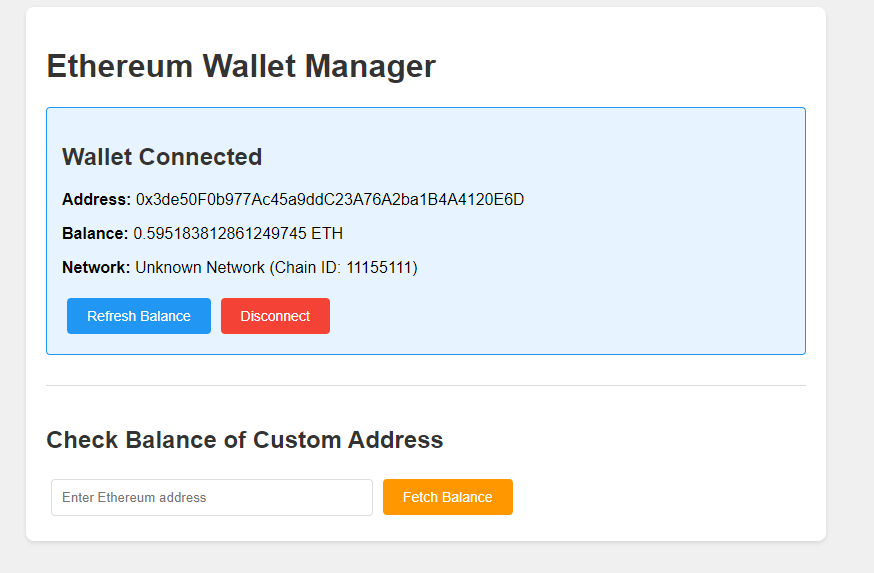 Ethereum Wallet Manager
Wallet Connected
Address: 0x3de50F0b977Ac45a9ddC23A76A2ba1B4A4120E6D
Balance: 0.595183812861249745 ETH
Network: Unknown Network (Chain ID: 11155111)
Refresh Balance Disconnect
Check Balance of Custom Address
Enter Ethereum address Fetch Balance